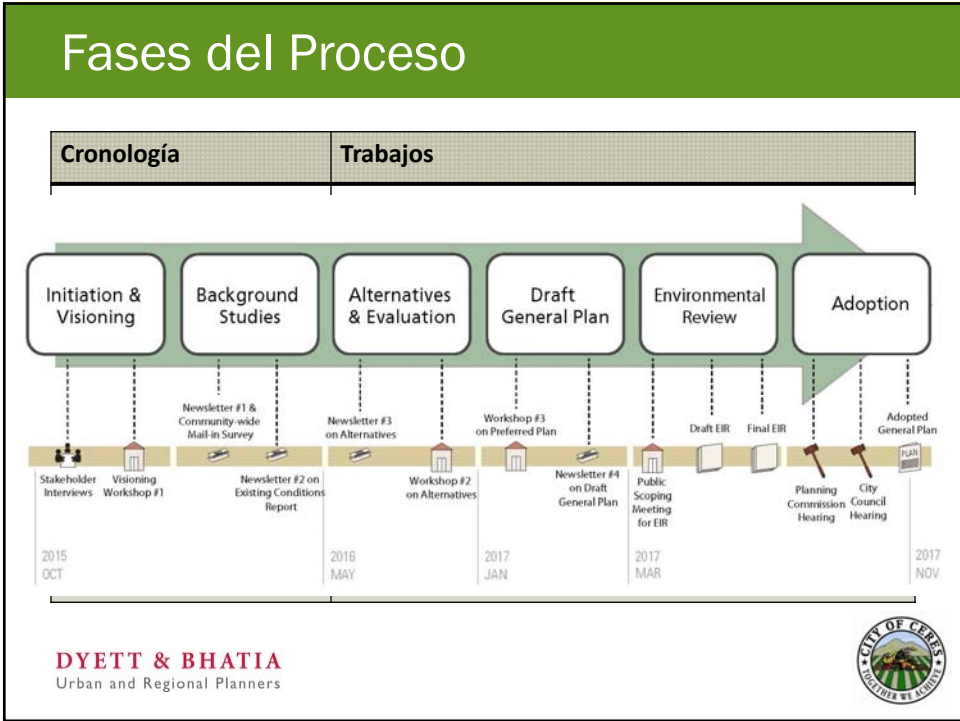 Fases del Proceso
Cronología Trabajos
Initiation &
Visioning
Background
Studies
Alternatives
& Evaluation
Draft
General Plan
Environmental
Review
Adoption
Stakeholder
Interviews
Visioning
Workshop #1
Newsletter #1 &
Community-wide
Mail-in Survey
Newsletter #2 on
Existing Conditions
Report
Newsletter #3
on Alternatives
Workshop #2
on Alternatives
Workshop #3
on Preferred Plan
Newsletter #4
on Draft
General Plan
Public
Scoping
Meeting
for EIR
Draft EIR
Final EIR
Planning
Commission
Hearing
City
Council
Hearing
Adopted
General Plan
PLAN
2015
OCT
2016
MAY
2017
JAN
2017
MAR
2017
NOV
DYETT & BHATIA
Urban and Regional Planners
CITY OF CERES
TOGETHER WE ACHIEVE